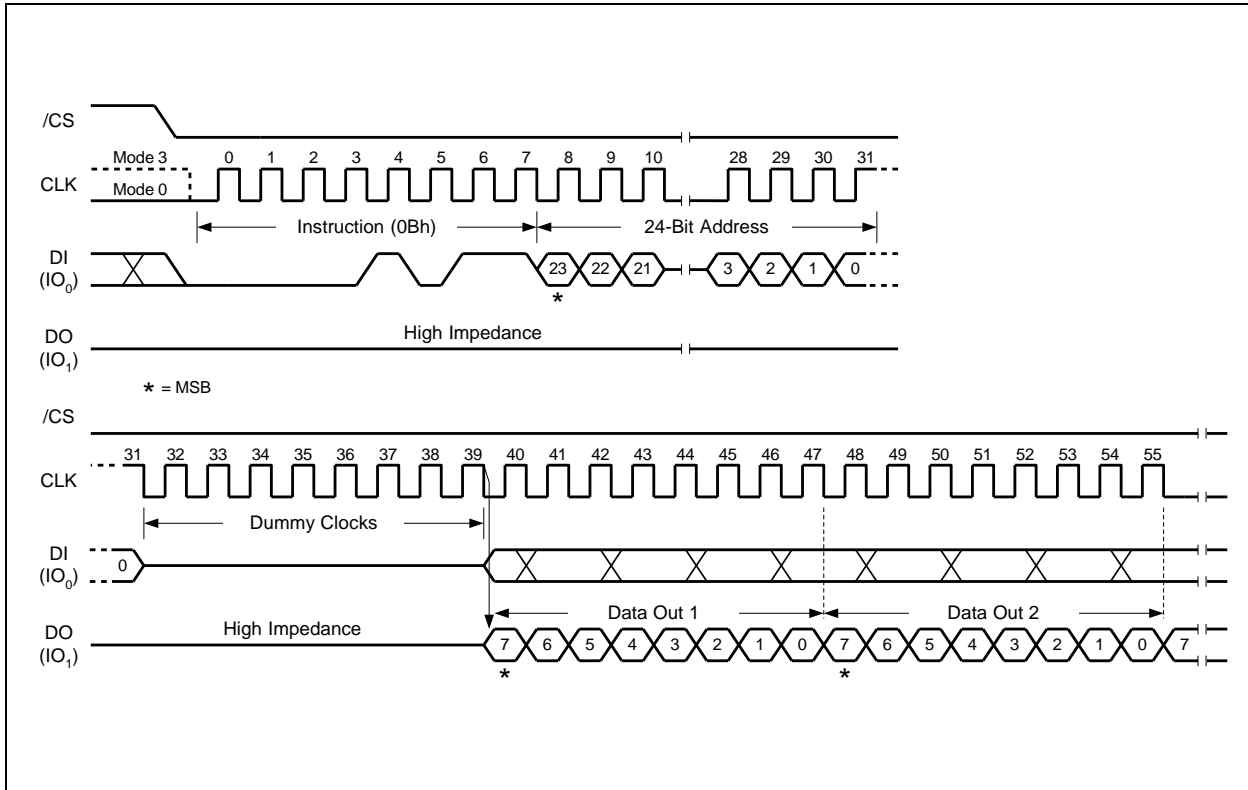 /CS
Mode 3 0 1 2 3 4 5 6 7 8 9 10 28 29 30 31
CLK Mode 0
Instruction (0Bh) 24-Bit Address
DI
(IO0) 23 22 21 3 2 1 0
*
DO High Impedance
(IO1)
* = MSB
/CS
31 32 33 34 35 36 37 38 39 40 41 42 43 44 45 46 47 48 49 50 51 52 53 54 55
CLK
Dummy Clocks
DI
(IO0) 0
Data Out 1 Data Out 2
DO High Impedance
(IO1) 7 6 5 4 3 2 1 0 7 6 5 4 3 2 1 0 7
* *